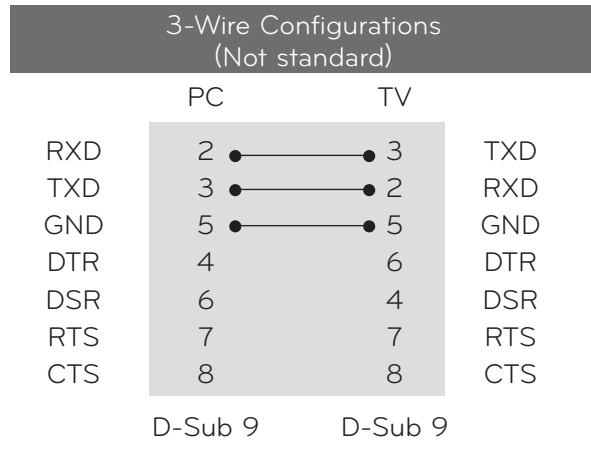 3-Wire Configurations
(Not standard)
PC TV
RXD 2 3 TXD
TXD 3 2 RXD
GND 5 5 GND
DTR 4 6 DTR
DSR 6 4 DSR
RTS 7 7 RTS
CTS 8 8 CTS
D-Sub 9 D-Sub 9